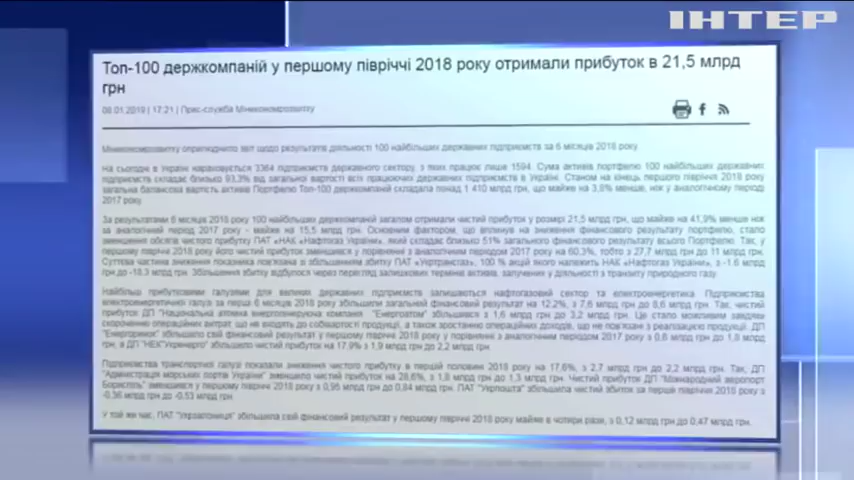 ІНТЕР
Топ-100 держкомпаній у першому півріччі 2018 року отримали прибуток в 21,5 млрд
грн
08.01.2019 | 17:21 | Прес-служба Мінекономрозвитку
Мінекономрозвитку оприлюднило звіт щодо результатів діяльності 100 найбільших державних підприємств за 6 місяців 2018 року.
На сьогодні в Україні нараховується 3364 підприємств державного сектору, з яких працює лише 1594. Сума активів портфелю 100 найбільших державних
підприємств складає близько 93,3% від загальної вартості всіх працюючих державних підприємств в Україні. Станом на кінець першого півріччя 2018 року
загальна балансова вартість активів Портфелю Топ-100 держкомпаній складала понад 1 410 млрд грн, що майже на 3,8% менше, ніж у аналогічному періоді
2017 року.
За результатами 6 місяців 2018 року 100 найбільших держкомпаній загалом отримали чистий прибуток у розмірі 21,5 млрд грн, що майже на 41,9% менше ніж
за аналогічний період 2017 року - майже на 15,5 млрд грн. Основним фактором, що вплинув на зниження фінансового результату портфелю, стало
зменшення обсягів чистого прибутку ПАТ «НАК «Нафтогаз України», який складає близько 51% загального фінансового результату всього Портфелю. Так, у
першому півріччі 2018 року його чистий прибуток зменшився у порівнянні з аналогічним періодом 2017 року на 60,3%, тобто з 27,7 млрд грн до 11 млрд грн.
Суттєва частина зниження показника пов'язана зі збільшенням збитку ПАТ «Укртрансгаз», 100 % акцій якого належить НАК «Нафтогаз України», з -1.6 млрд
грн до -18.3 млрд грн. Збільшення збитку відбулося через перегляд залишкових термінів активів, залучених у діяльності з транзиту природного газу.
Найбільш прибутковими галузями для великих державних підприємств залишаються нафтогазовий сектор та електроенергетика. Підприємства
електроенергетичної галузі за перші 6 місяців 2018 року збільшили загальний фінансовий результат на 12,2%, з 7,6 млрд грн до 8,6 млрд грн. Так, чистий
прибуток ДП "Національна атомна енергогенеруюча компанія "Енергоатом" збільшився з 1,6 млрд грн до 3,2 млрд грн. Це стало можливим завдяки
скороченню операційних витрат, що не входять до собівартості продукції, а також зростанню операційних доходів, що не пов'язані з реалізацією продукції. ДП
"Енергоринок" збільшило свій фінансовий результат у першому півріччі 2018 року у порівнянні з аналогічним періодом 2017 року з 0,6 млрд грн до 1,8 млрд
грн, а ДП "НЕК"Укренерго" збільшило чистий прибуток на 17,9% з 1,9 млрд грн до 2,2 млрд грн.
Підприємства транспортної галузі показали зниження чистого прибутку в першій половині 2018 року на 17,6%, з 2,7 млрд грн до 2,2 млрд грн. Так, ДП
"Адміністрація морських портів України" зменшило чистий прибуток на 28,6%, з 1,8 млрд грн до 1,3 млрд грн. Чистий прибуток ДП "Міжнародний аеропорт
Бориспіль" зменшився у першому півріччі 2018 року з 0,95 млрд грн до 0,84 млрд грн. ПАТ "Укрпошта" збільшила чистий збиток за перше півріччя 2018 року з
-0,36 млрд грн до -0,53 млрд грн.
У той же час, ПАТ "Укрзалізниця" збільшила свій фінансовий результат у першому півріччі 2018 року майже в чотири рази, з 0,12 млрд грн до 0,47 млрд грн.